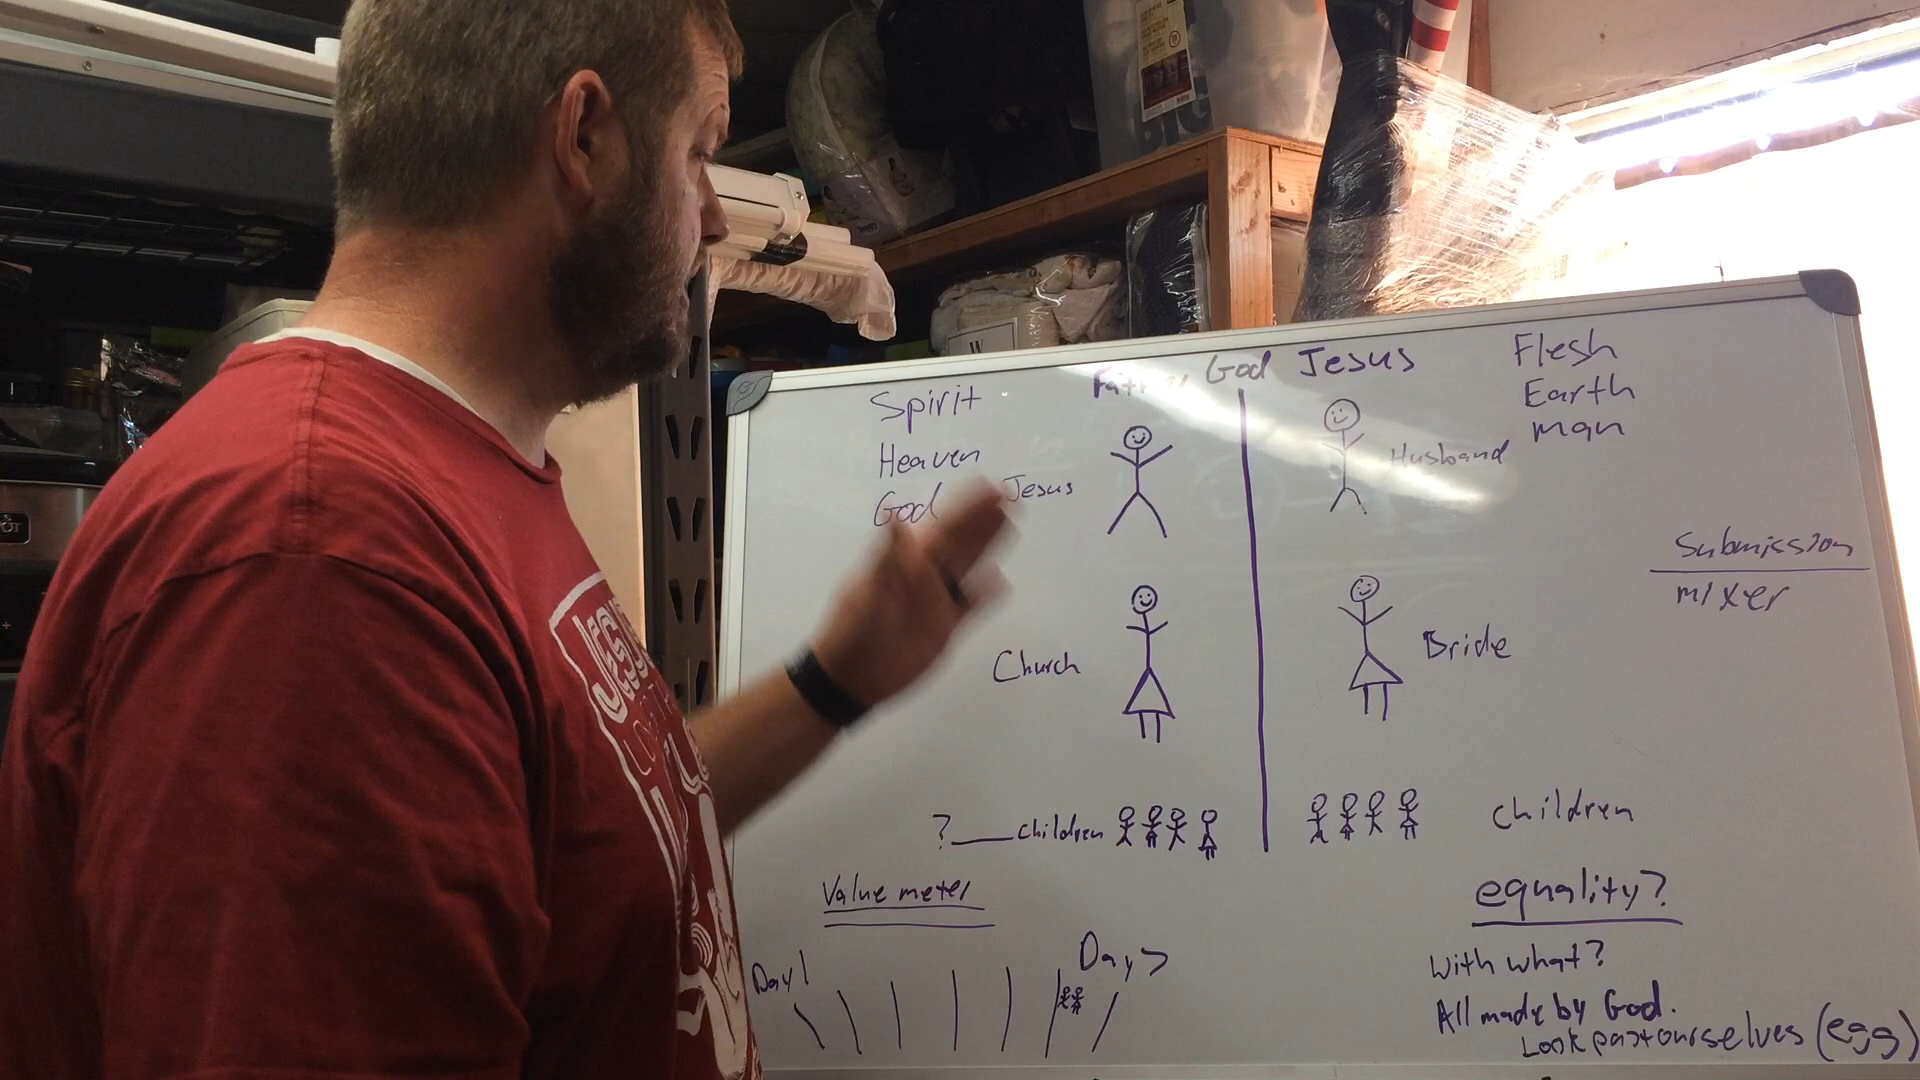 God Jesus
Father
Spirit
Heaven
God
Jesus
Flesh
Earth
man
Husband
Submission
mixer
Church
Bride
? children
children
Value meter
Day 1
Day 7
equality?
With what?
All made by God.
Look past ourselves (egg)